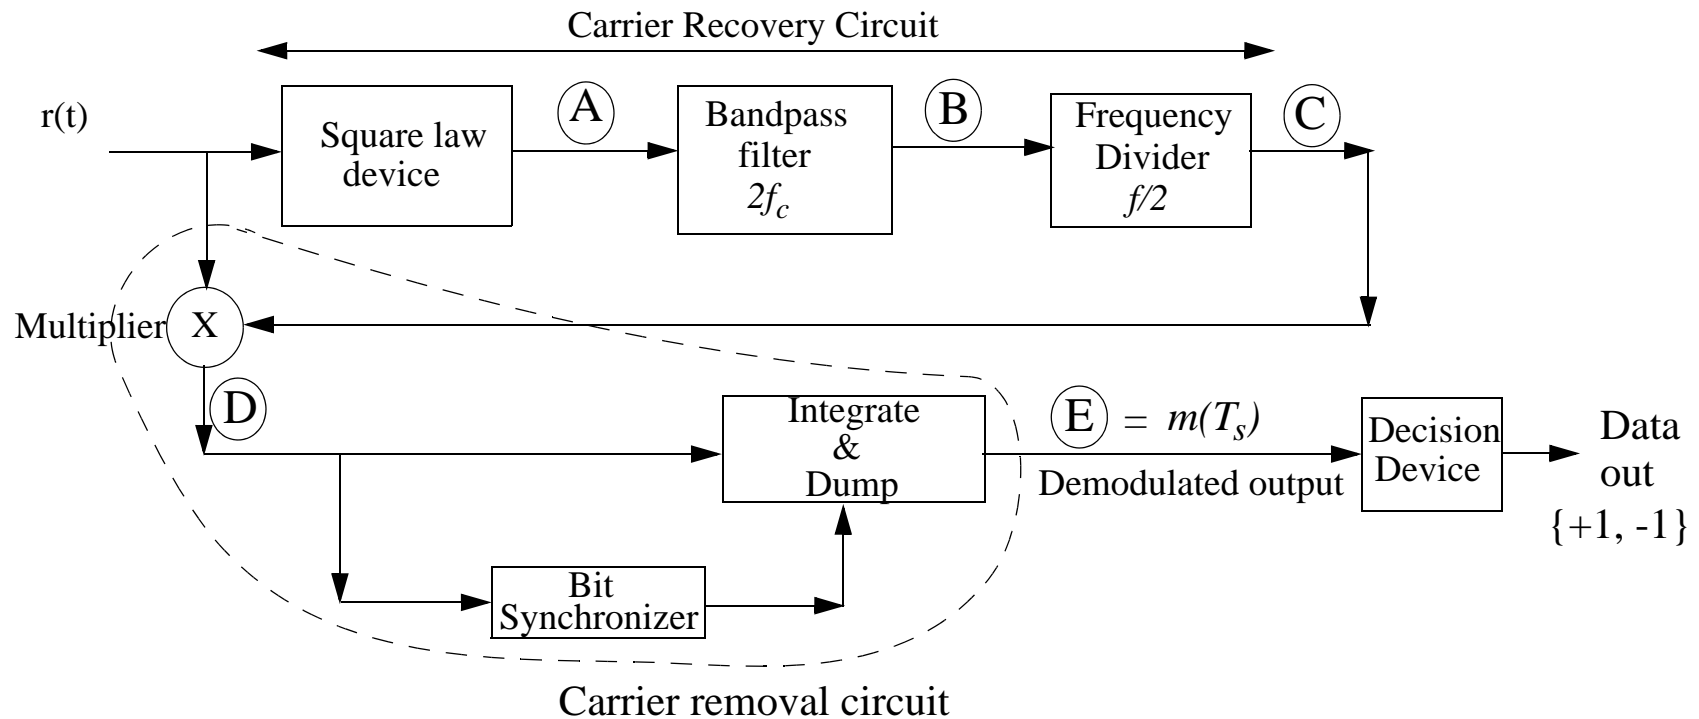 Carrier Recovery Circuit
r(t)
Square law
device
A
Bandpass
filter
2f_c
B
Frequency
Divider
f/2
C
Multiplier
X
D
Integrate
&
Dump
E = m(T_s)
Demodulated output
Decision
Device
Data
out
{+1, -1}
Bit
Synchronizer
Carrier removal circuit